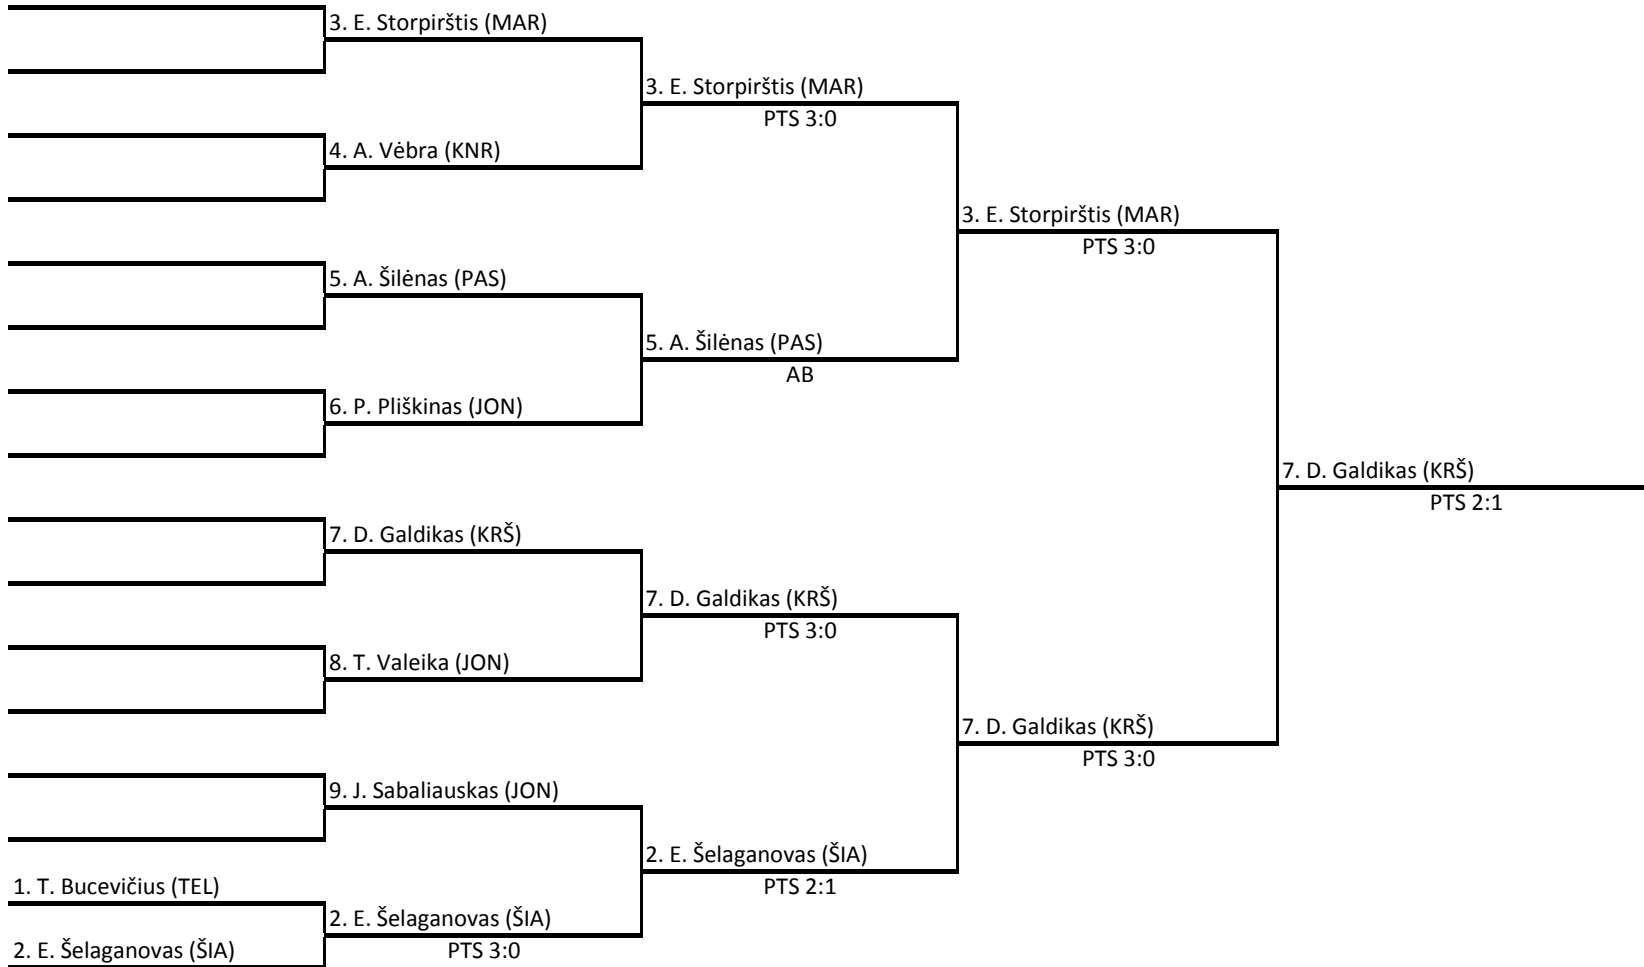 3. E. Storpirštis (MAR)
3. E. Storpirštis (MAR)
PTS 3:0
4. A. Vėbra (KNR)
3. E. Storpirštis (MAR)
PTS 3:0
5. A. Šilėnas (PAS)
5. A. Šilėnas (PAS)
AB
6. P. Pliškinas (JON)
7. D. Galdikas (KRŠ)
PTS 2:1
7. D. Galdikas (KRŠ)
7. D. Galdikas (KRŠ)
PTS 3:0
8. T. Valeika (JON)
7. D. Galdikas (KRŠ)
PTS 3:0
9. J. Sabaliauskas (JON)
2. E. Šelaganovas (ŠIA)
PTS 2:1
1. T. Bucevičius (TEL)
2. E. Šelaganovas (ŠIA)
PTS 3:0
2. E. Šelaganovas (ŠIA)